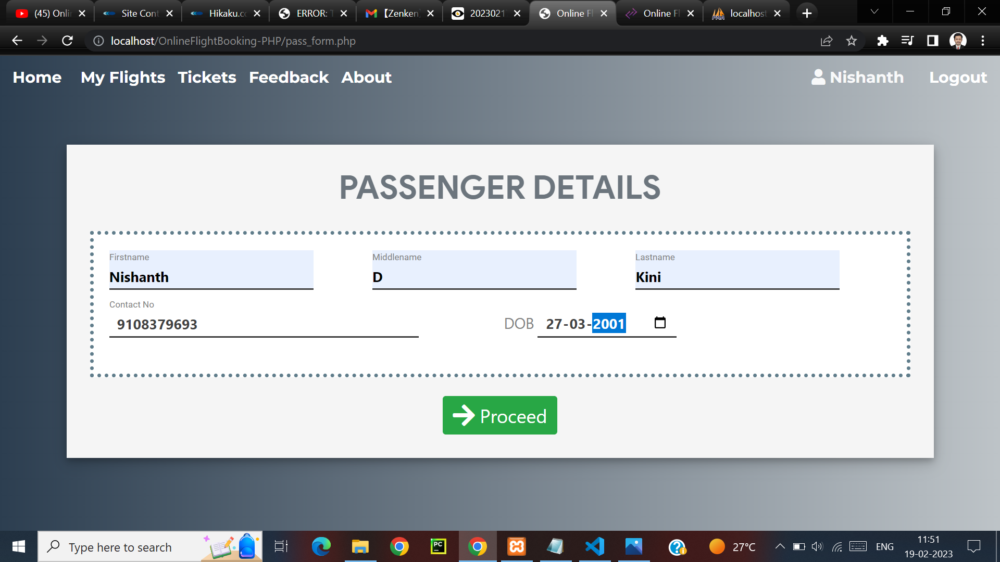 (45) Onli
Site Cont
Hikaku.co
ERROR: T
【Zenken
2023021
Online Fl
Online Fl
localhost
localhost/OnlineFlightBooking-PHP/pass_form.php
Home My Flights Tickets Feedback About Nishanth Logout
PASSENGER DETAILS
Firstname Middlename Lastname
Nishanth D Kini
Contact No
9108379693 DOB 27-03-2001
Proceed
Type here to search
PC
27°C
ENG
11:51
19-02-2023